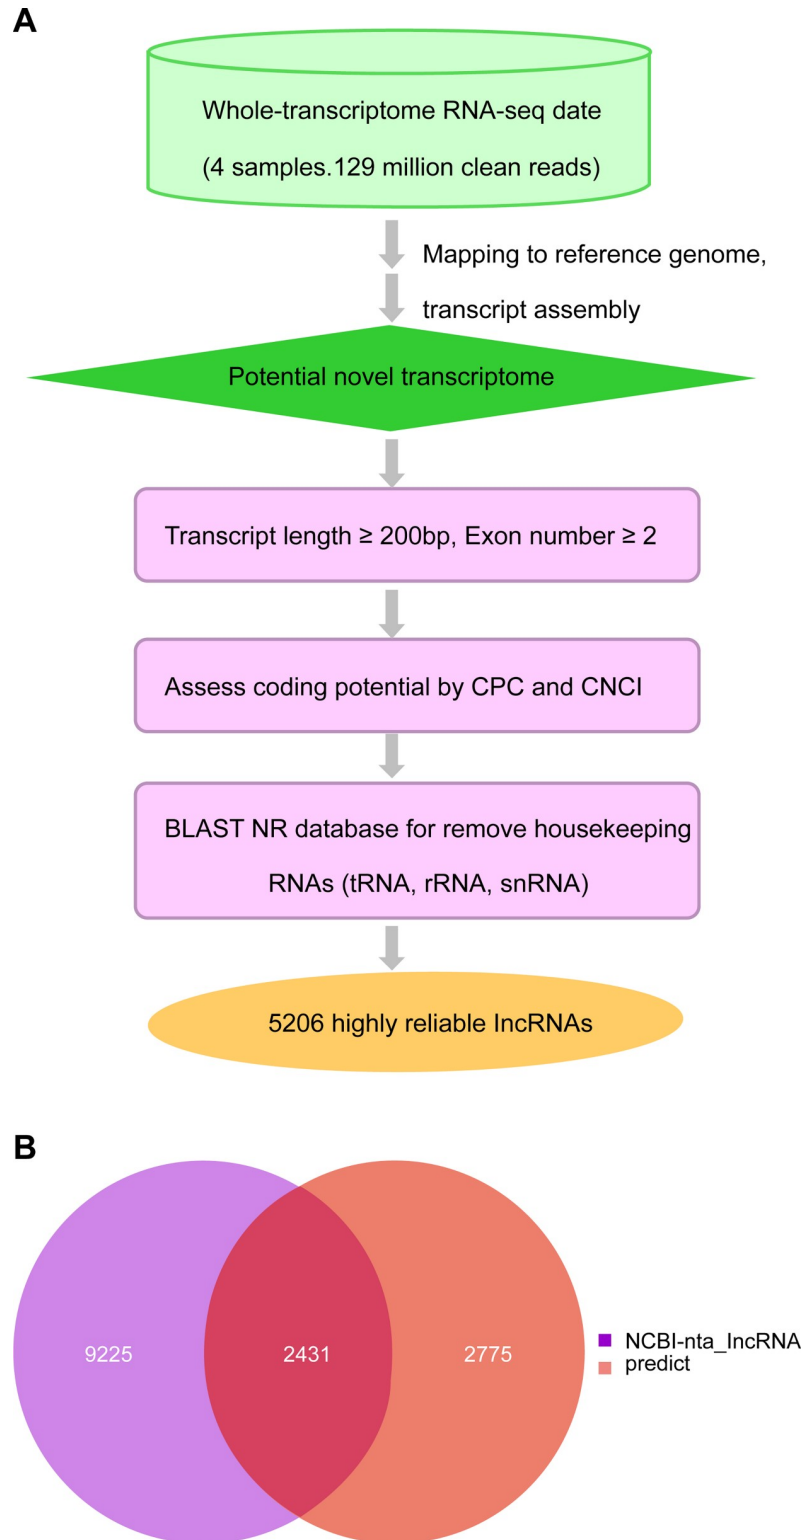 A
Whole-transcriptome RNA-seq date
(4 samples.129 million clean reads)
Mapping to reference genome,
transcript assembly
Potential novel transcriptome
Transcript length ≥ 200bp, Exon number ≥ 2
Assess coding potential by CPC and CNCI
BLAST NR database for remove housekeeping
RNAs (tRNA, rRNA, snRNA)
5206 highly reliable lncRNAs
B
9225
2431
2775
NCBI-nta_lncRNA
predict